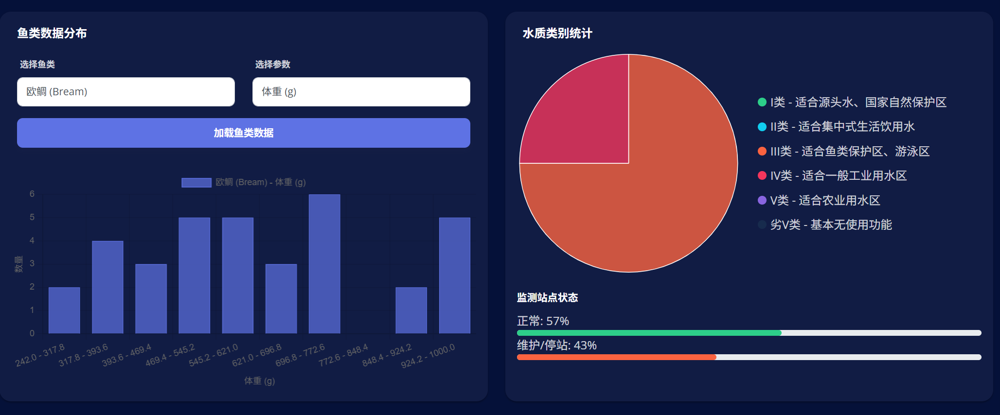 鱼类数据分布
选择鱼类
选择参数
欧鲷 (Bream)
体重 (g)
加载鱼类数据
欧鲷 (Bream) - 体重 (g)
6
5
4
3
2
1
0
数量
242.0 - 317.8
317.8 - 393.6
393.6 - 469.4
469.4 - 545.2
545.2 - 621.0
621.0 - 696.8
696.8 - 772.6
772.6 - 848.4
848.4 - 924.2
924.2 - 1000.0
体重 (g)
水质类别统计
I类 - 适合源头水、国家自然保护区
II类 - 适合集中式生活饮用水
III类 - 适合鱼类保护区、游泳区
IV类 - 适合一般工业用水区
V类 - 适合农业用水区
劣V类 - 基本无使用功能
监测站点状态
正常: 57%
维护/停站: 43%